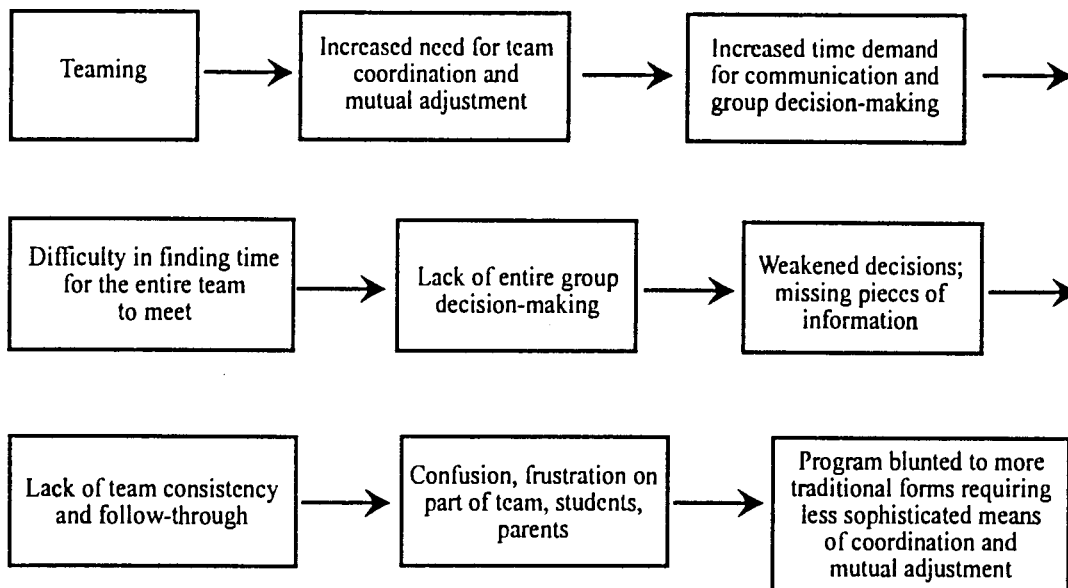 Teaming
Increased need for team
coordination and
mutual adjustment
Increased time demand
for communication and
group decision-making
Difficulty in finding time
for the entire team
to meet
Lack of entire group
decision-making
Weakened decisions;
missing pieces of
information
Lack of team consistency
and follow-through
Confusion, frustration on
part of team, students,
parents
Program blunted to more
traditional forms requiring
less sophisticated means
of coordination and
mutual adjustment